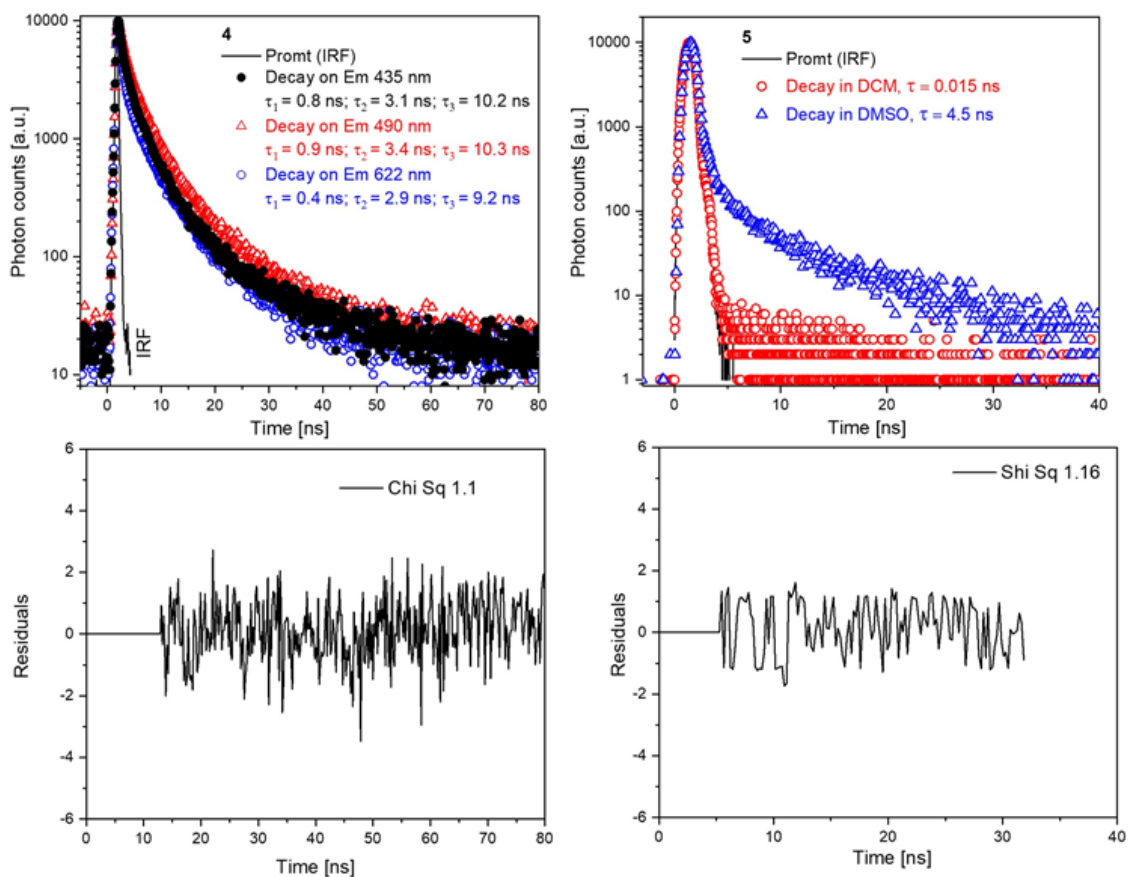 4
Promt (IRF)
Decay on Em 435 nm
τ1 = 0.8 ns; τ2 = 3.1 ns; τ3 = 10.2 ns
Decay on Em 490 nm
τ1 = 0.9 ns; τ2 = 3.4 ns; τ3 = 10.3 ns
Decay on Em 622 nm
τ1 = 0.4 ns; τ2 = 2.9 ns; τ3 = 9.2 ns
IRF
Photon counts [a.u.]
10000
1000
100
10
0 10 20 30 40 50 60 70 80
Time [ns]
5
Promt (IRF)
Decay in DCM, τ = 0.015 ns
Decay in DMSO, τ = 4.5 ns
Photon counts [a.u.]
10000
1000
100
10
1
0 10 20 30 40
Time [ns]
Chi Sq 1.1
Residuals
6
4
2
0
-2
-4
-6
0 10 20 30 40 50 60 70 80
Time [ns]
Shi Sq 1.16
Residuals
6
4
2
0
-2
-4
-6
0 10 20 30 40
Time [ns]